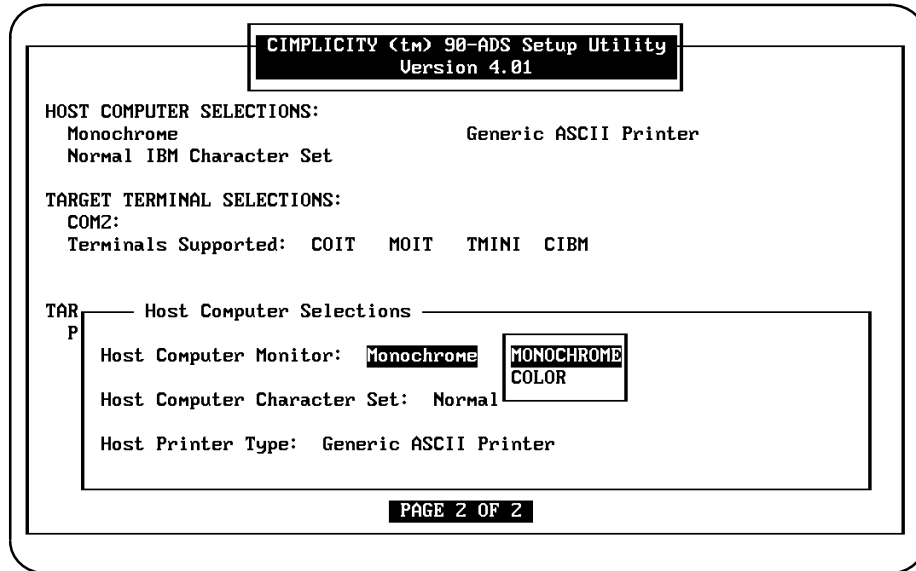 CIMPLICITY (tm) 90-ADS Setup Utility
Version 4.01
HOST COMPUTER SELECTIONS:
Monochrome Generic ASCII Printer
Normal IBM Character Set
TARGET TERMINAL SELECTIONS:
COM2:
Terminals Supported: COIT MOIT TMINI CIBM
TAR
P
Host Computer Selections
Host Computer Monitor: Monochrome MONOCHROME
COLOR
Host Computer Character Set: Normal
Host Printer Type: Generic ASCII Printer
PAGE 2 OF 2